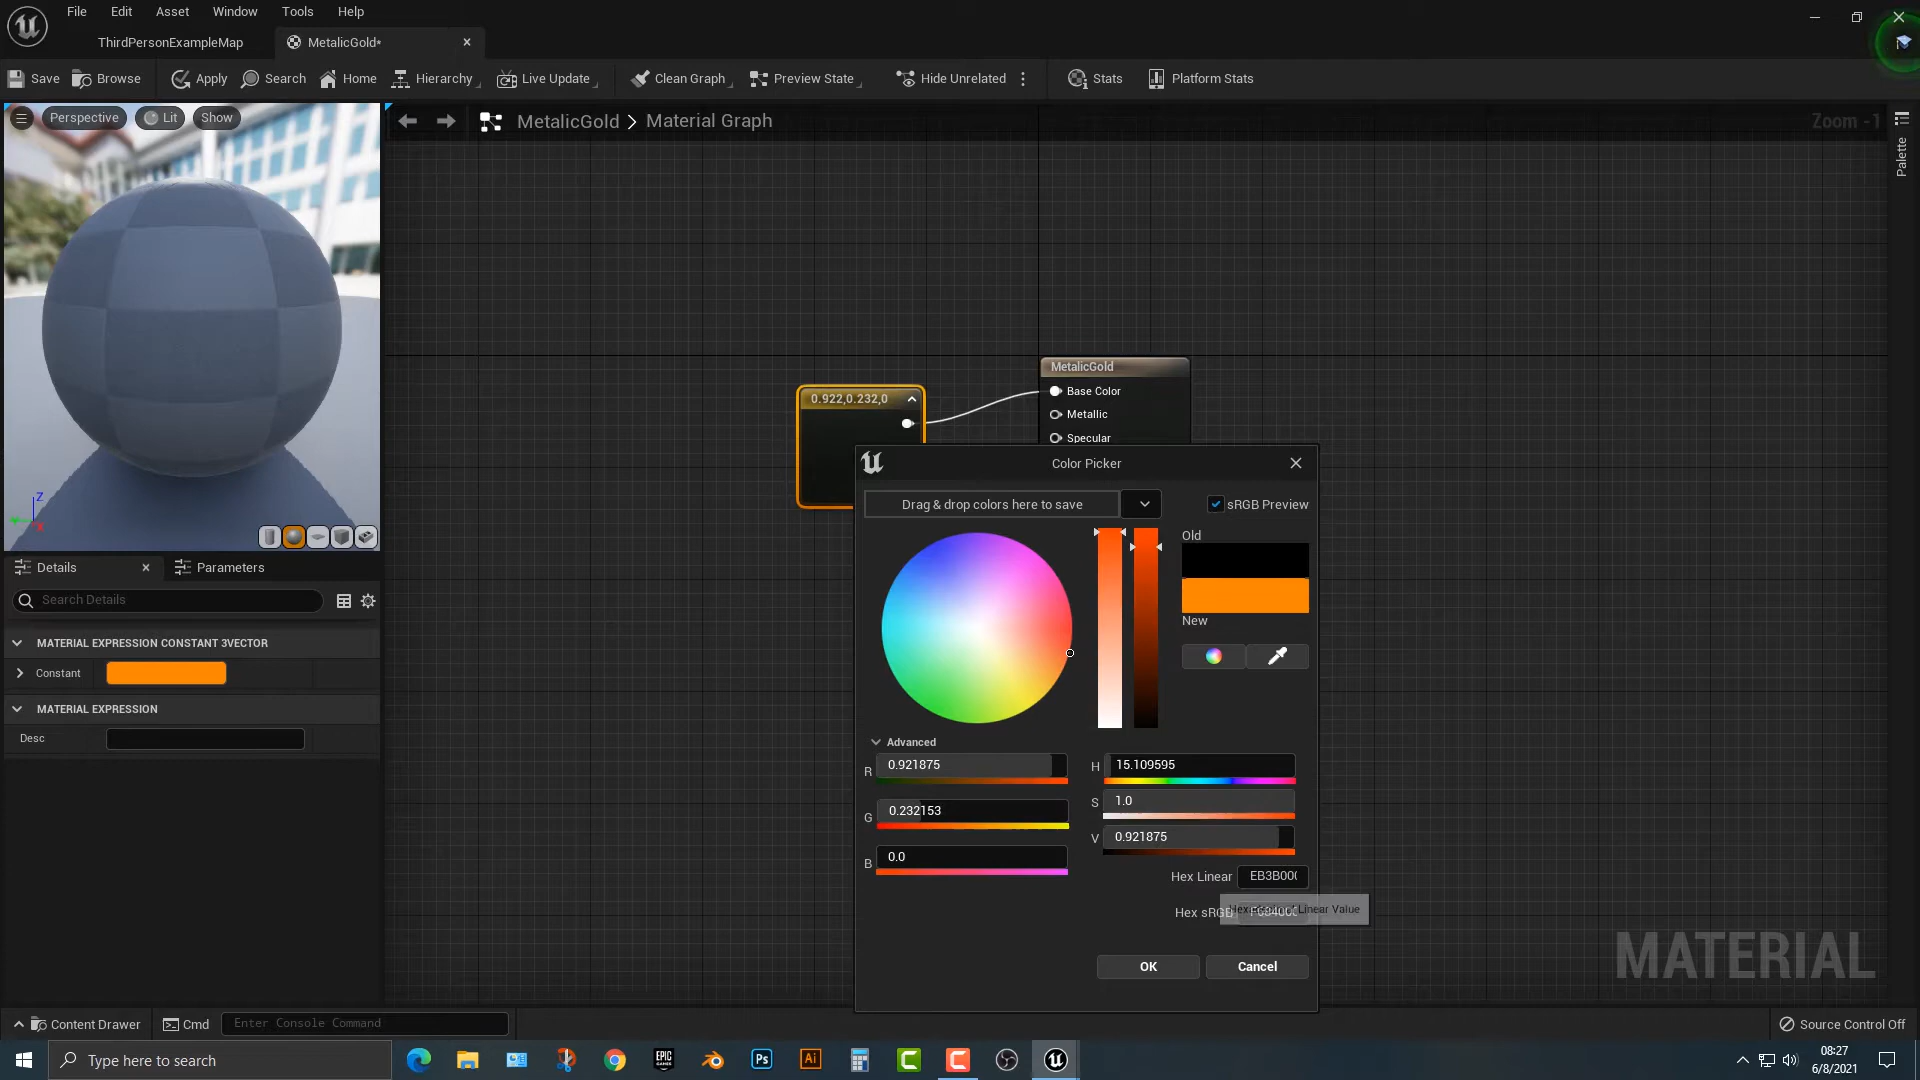 File Edit Asset Window Tools Help
ThirdPersonExampleMap MetalicGold*
Save Browse Apply Search Home Hierarchy Live Update Clean Graph Preview State Hide Unrelated Stats Platform Stats
Perspective Lit Show
MetalicGold > Material Graph
Zoom -1
Palette
Z
X
0.922,0.232,0
MetalicGold
Base Color
Metallic
Specular
Details Parameters
Search Details
MATERIAL EXPRESSION CONSTANT 3VECTOR
Constant
MATERIAL EXPRESSION
Desc
Color Picker
Drag & drop colors here to save
sRGB Preview
Old
New
Advanced
R 0.921875
G 0.232153
B 0.0
H 15.109595
S 1.0
V 0.921875
Hex Linear EB3B00
Hex sRGB
Linear Value
OK Cancel
MATERIAL
Content Drawer Cmd Enter Console Command
Source Control Off
Type here to search
EPIC GAMES
Ps
Ai
08:27
6/8/2021